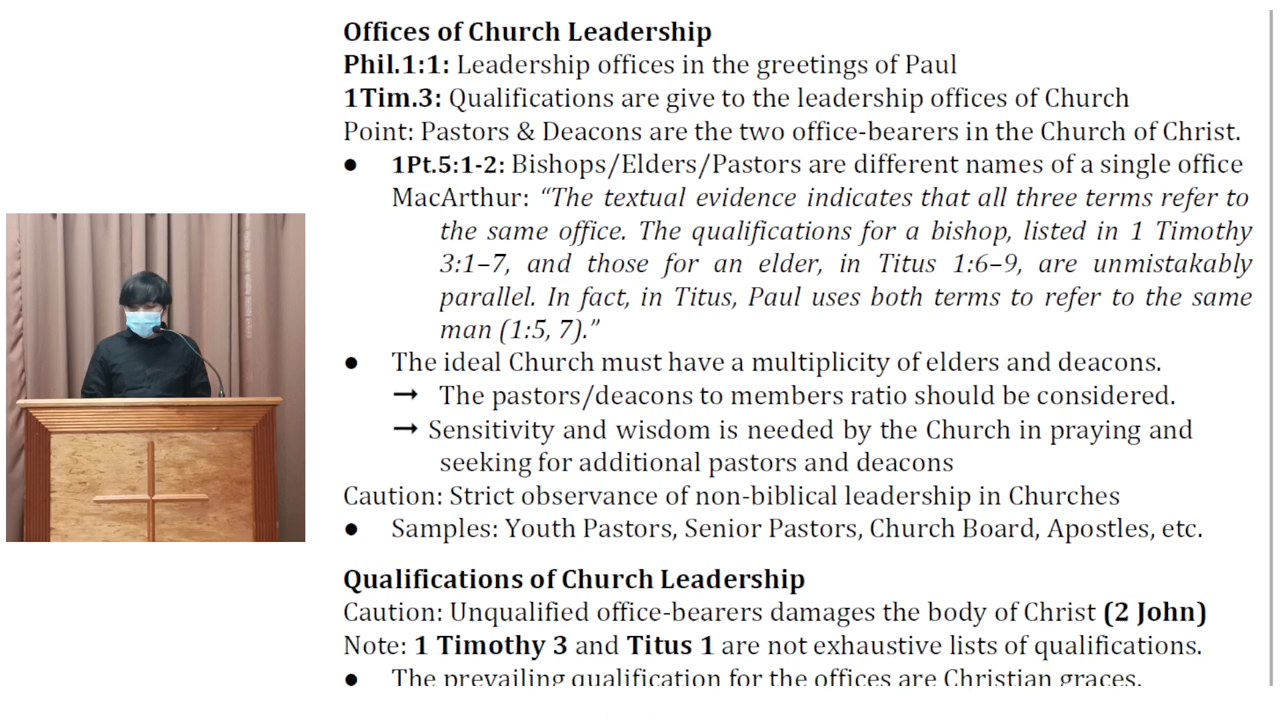 Offices of Church Leadership
Phil.1:1: Leadership offices in the greetings of Paul
1Tim.3: Qualifications are give to the leadership offices of Church
Point: Pastors & Deacons are the two office-bearers in the Church of Christ.
● 1Pt.5:1-2: Bishops/Elders/Pastors are different names of a single office
MacArthur: “The textual evidence indicates that all three terms refer to
the same office. The qualifications for a bishop, listed in 1 Timothy
3:1–7, and those for an elder, in Titus 1:6–9, are unmistakably
parallel. In fact, in Titus, Paul uses both terms to refer to the same
man (1:5, 7).”
● The ideal Church must have a multiplicity of elders and deacons.
→ The pastors/deacons to members ratio should be considered.
→ Sensitivity and wisdom is needed by the Church in praying and
seeking for additional pastors and deacons
Caution: Strict observance of non-biblical leadership in Churches
● Samples: Youth Pastors, Senior Pastors, Church Board, Apostles, etc.
Qualifications of Church Leadership
Caution: Unqualified office-bearers damages the body of Christ (2 John)
Note: 1 Timothy 3 and Titus 1 are not exhaustive lists of qualifications.
● The prevailing qualification for the offices are Christian graces.